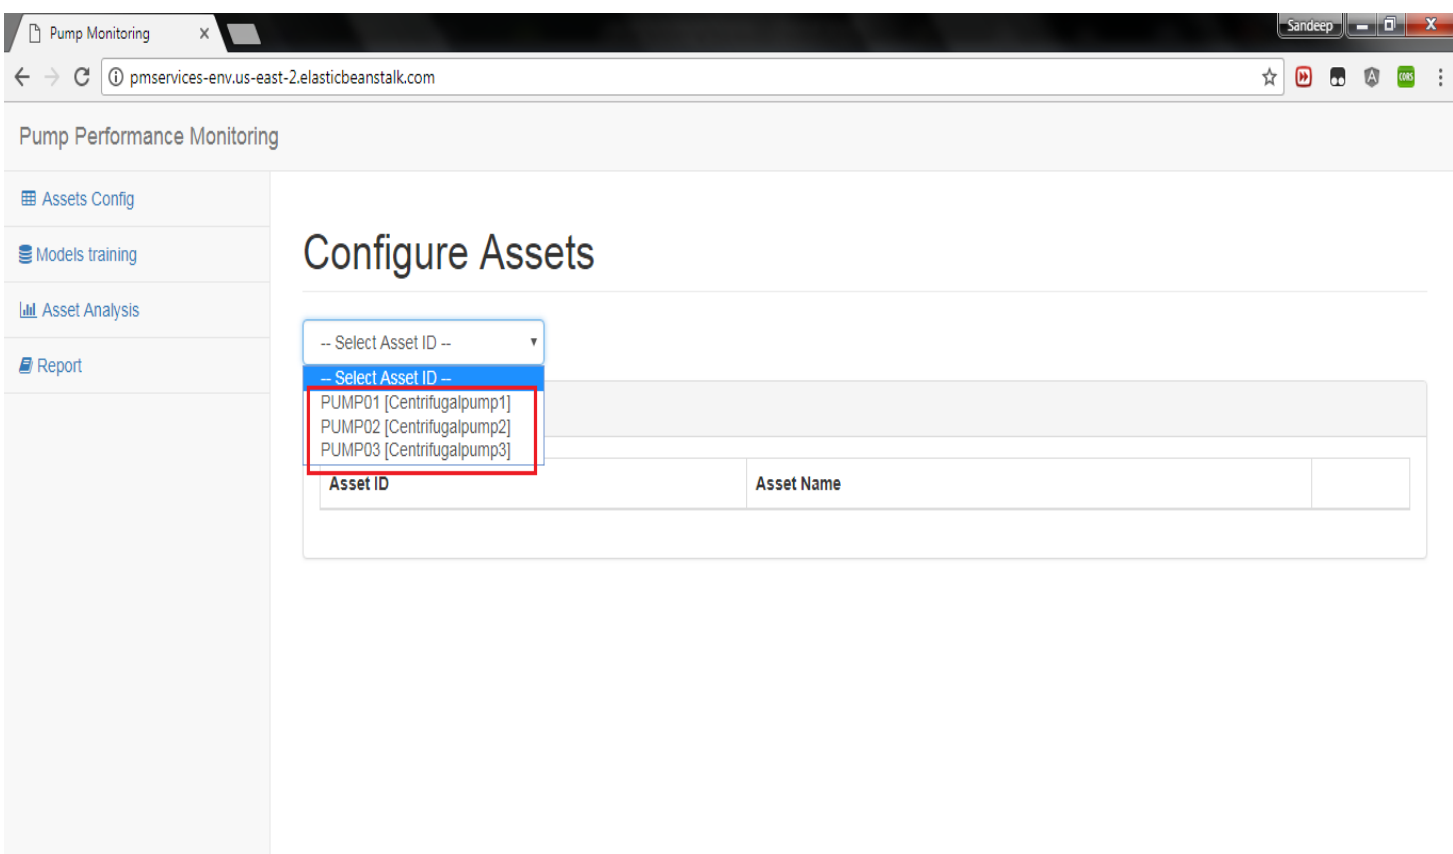 Pump Monitoring
Sandeep
pmservices-env.us-east-2.elasticbeanstalk.com
CORS
Pump Performance Monitoring
Assets Config
Models training
Asset Analysis
Report
Configure Assets
-- Select Asset ID --
-- Select Asset ID --
PUMP01 [Centrifugalpump1]
PUMP02 [Centrifugalpump2]
PUMP03 [Centrifugalpump3]
Asset ID Asset Name